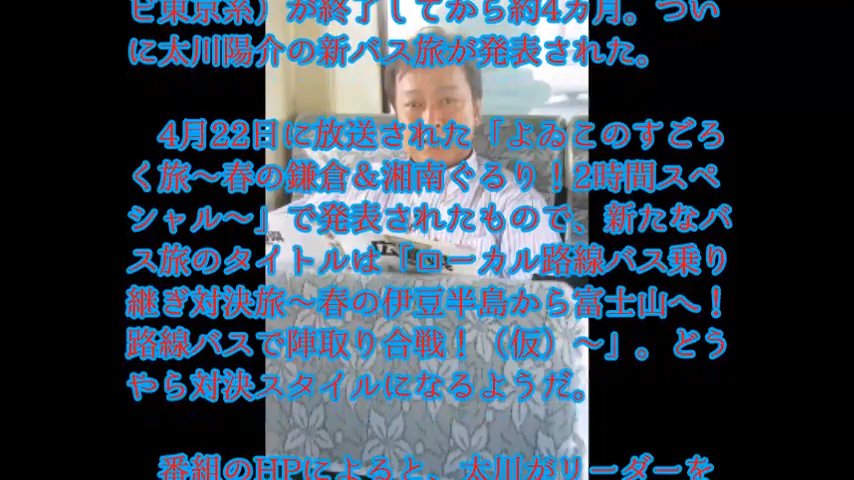 ビ東京系）が終了してから約4カ月。つい
に太川陽介の新バス旅が発表された。
　4月22日に放送された「よゐこのすごろ
く旅～春の鎌倉＆湘南ぐるり！2時間スペ
シャル～」で発表されたもので、新たなバ
ス旅のタイトルは「ローカル路線バス乗り
継ぎ対決旅～春の伊豆半島から富士山へ！
路線バスで陣取り合戦！（仮）～」。どう
やら対決スタイルになるようだ。
　番組のHPによると、太川がリーダーを